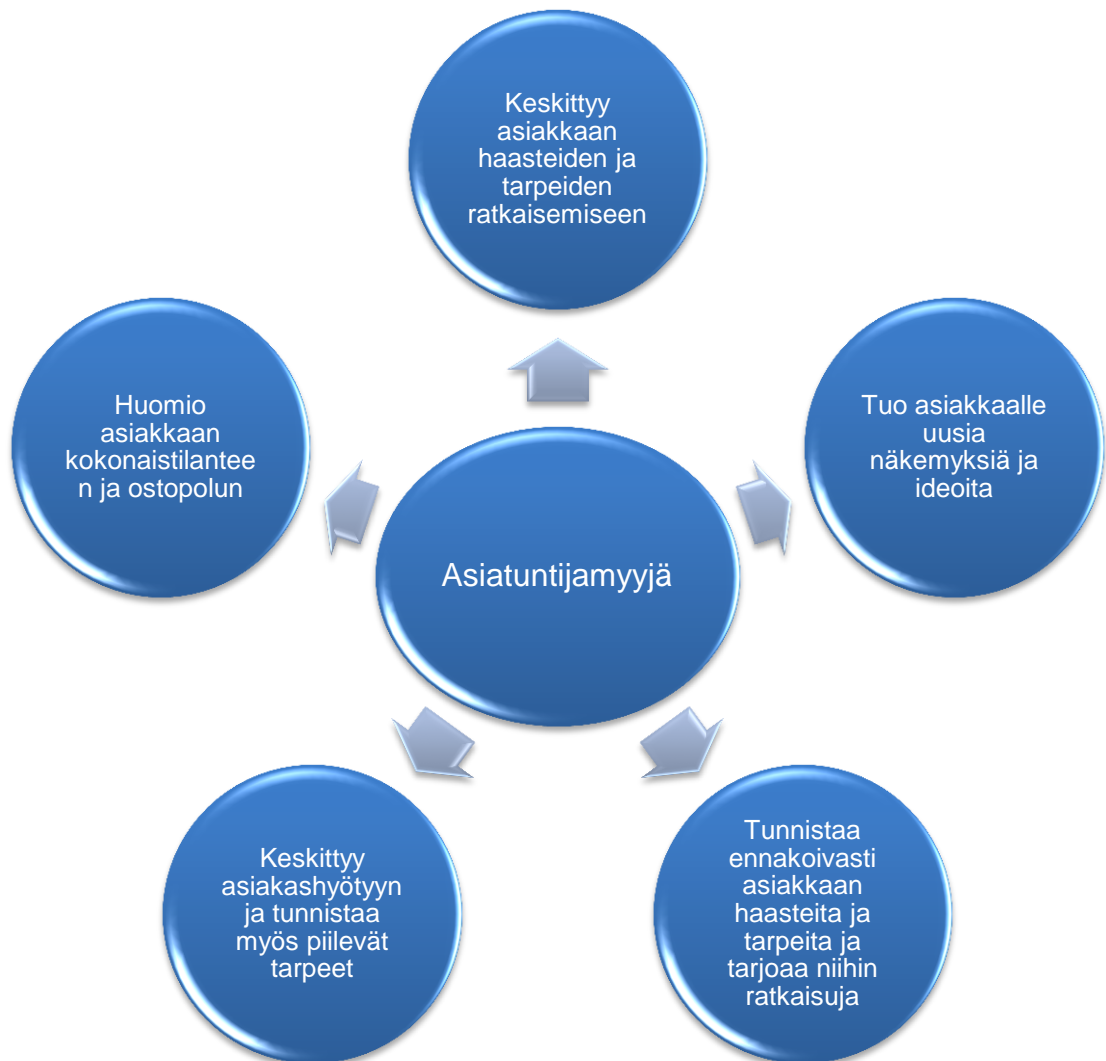 Keskittyy
asiakkaan
haasteiden ja
tarpeiden
ratkaisemiseen
Huomio
asiakkaan
kokonaistilantee
n ja ostopolun
Tuo asiakkaalle
uusia
näkemyksiä ja
ideoita
Asiatuntijamyyjä
Keskittyy
asiakashyötyyn
ja tunnistaa
myös piilevät
tarpeet
Tunnistaa
ennakoivasti
asiakkaan
haasteita ja
tarpeita ja
tarjoaa niihin
ratkaisuja